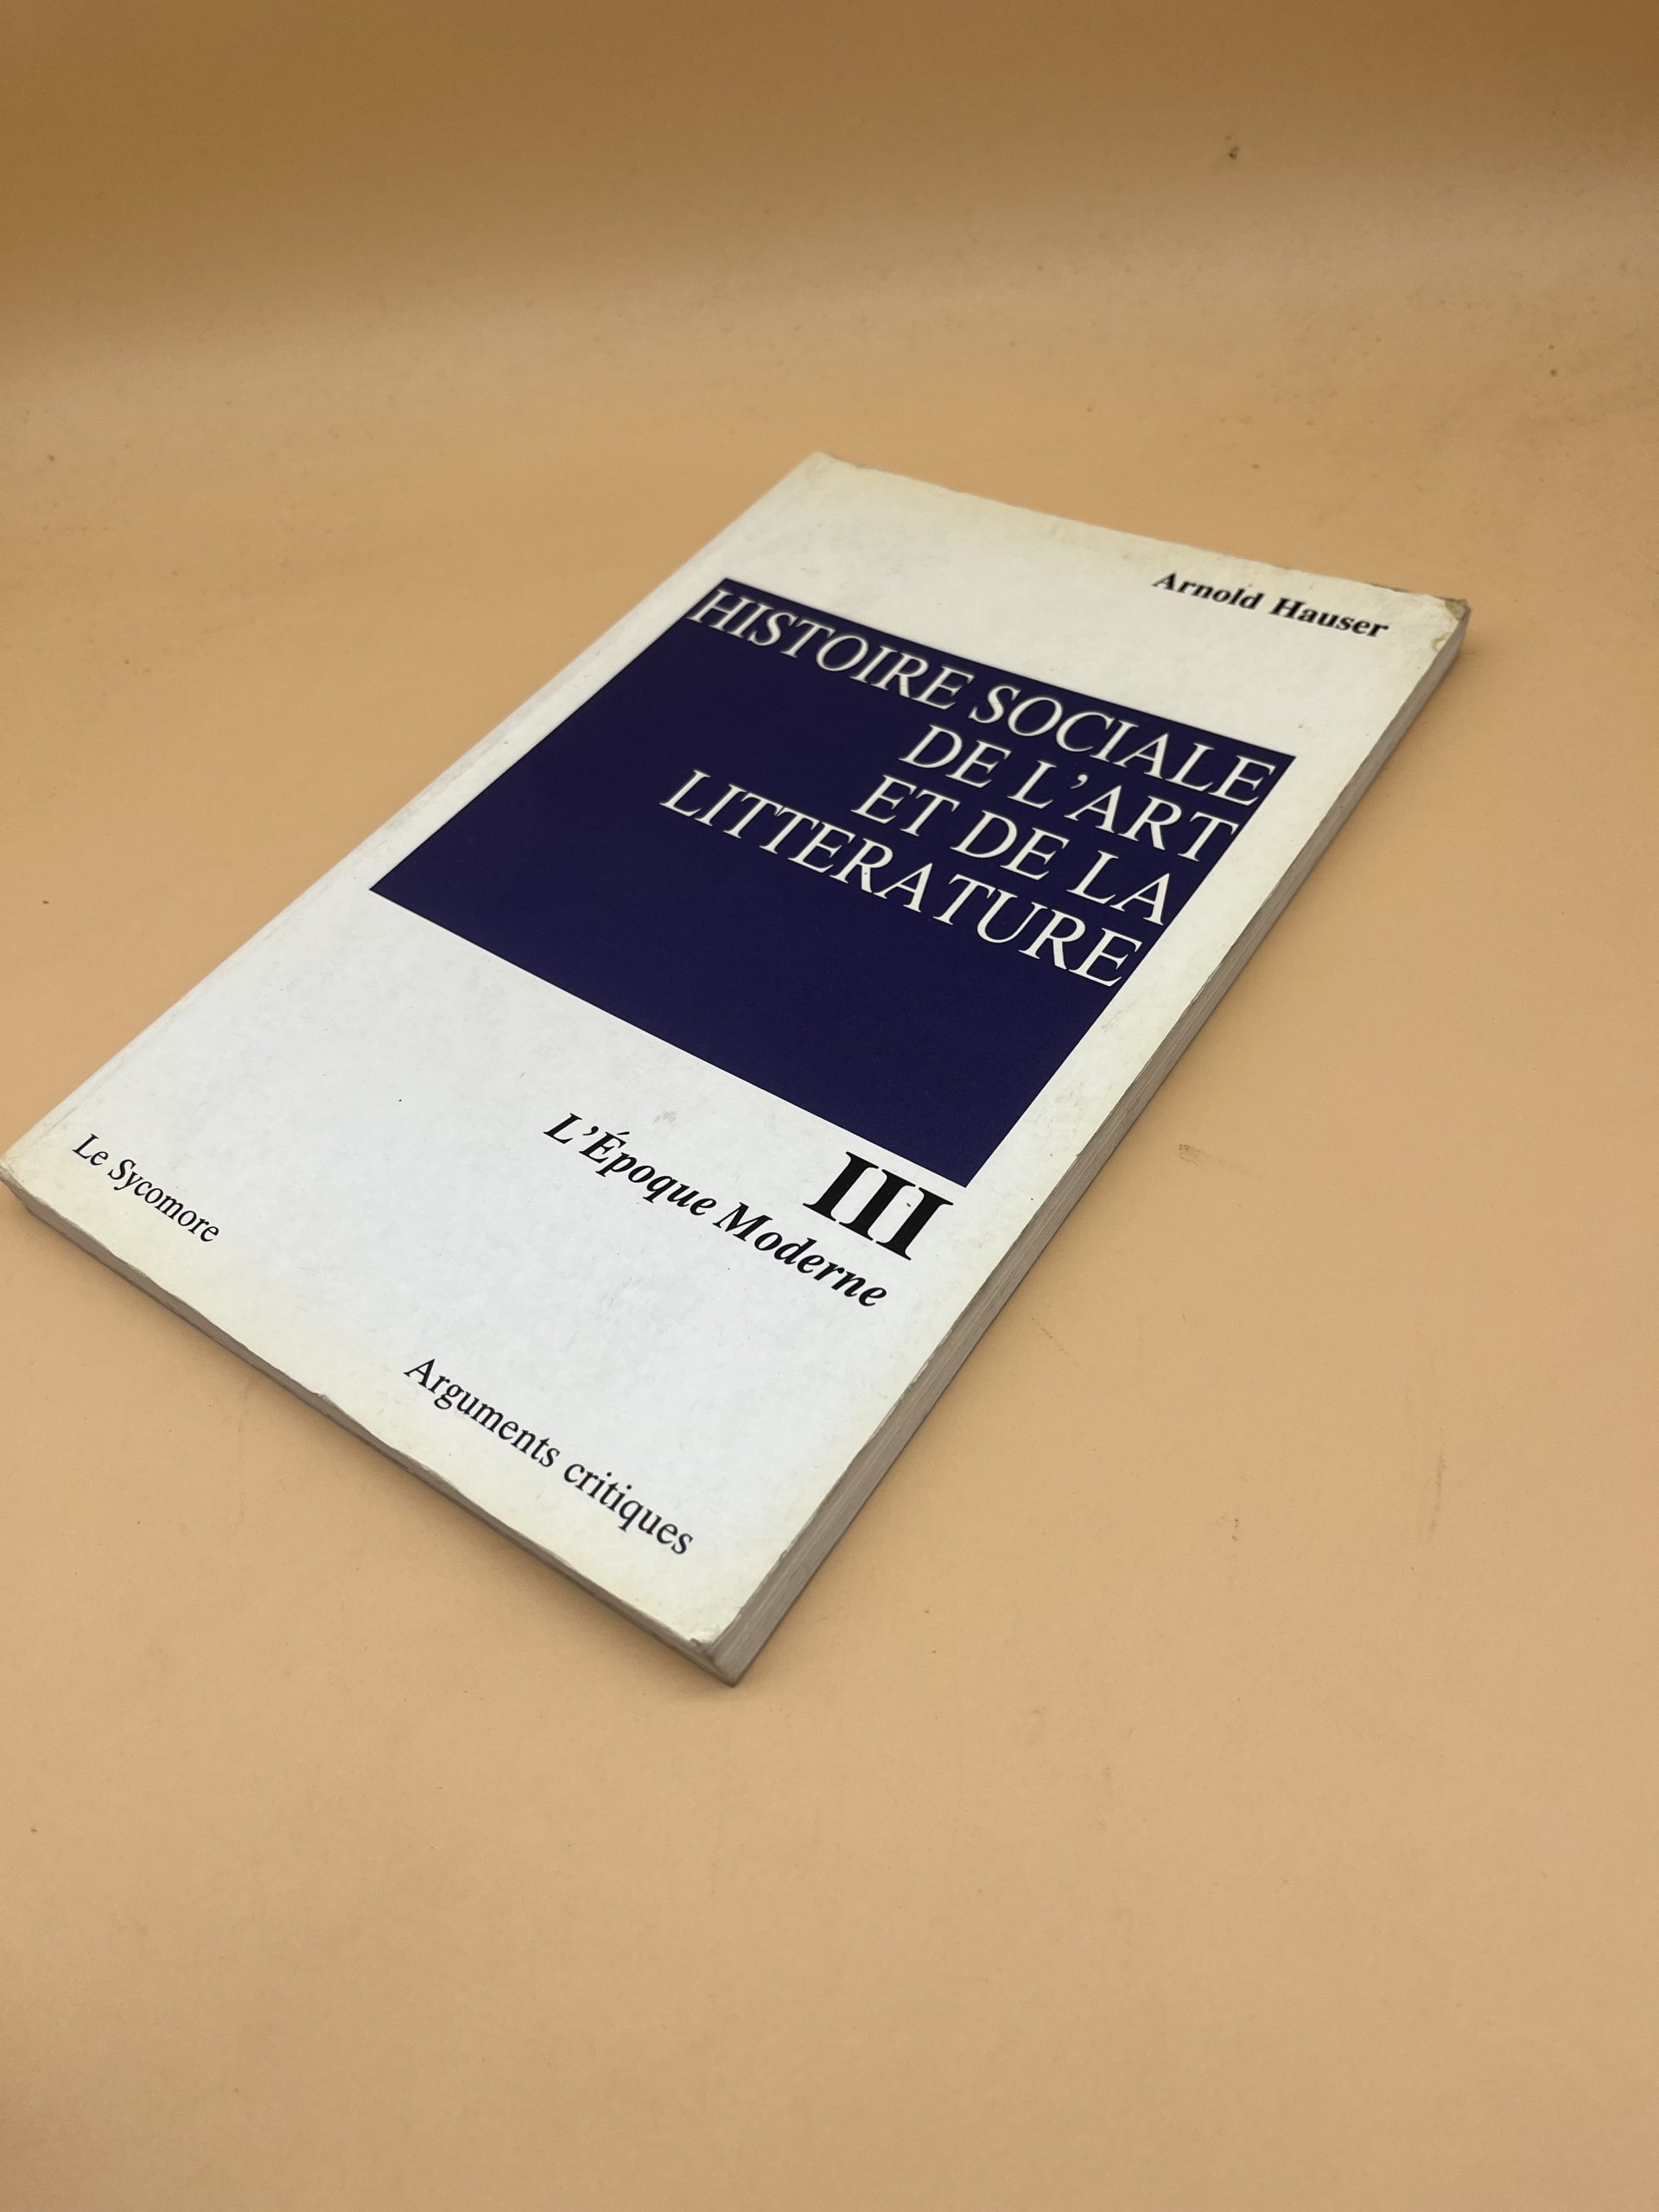 Arnold Hauser
HISTOIRE SOCIALE
DE L'ART
ET DE LA
LITTERATURE
III
L'Époque Moderne
Le Sycomore
Arguments critiques